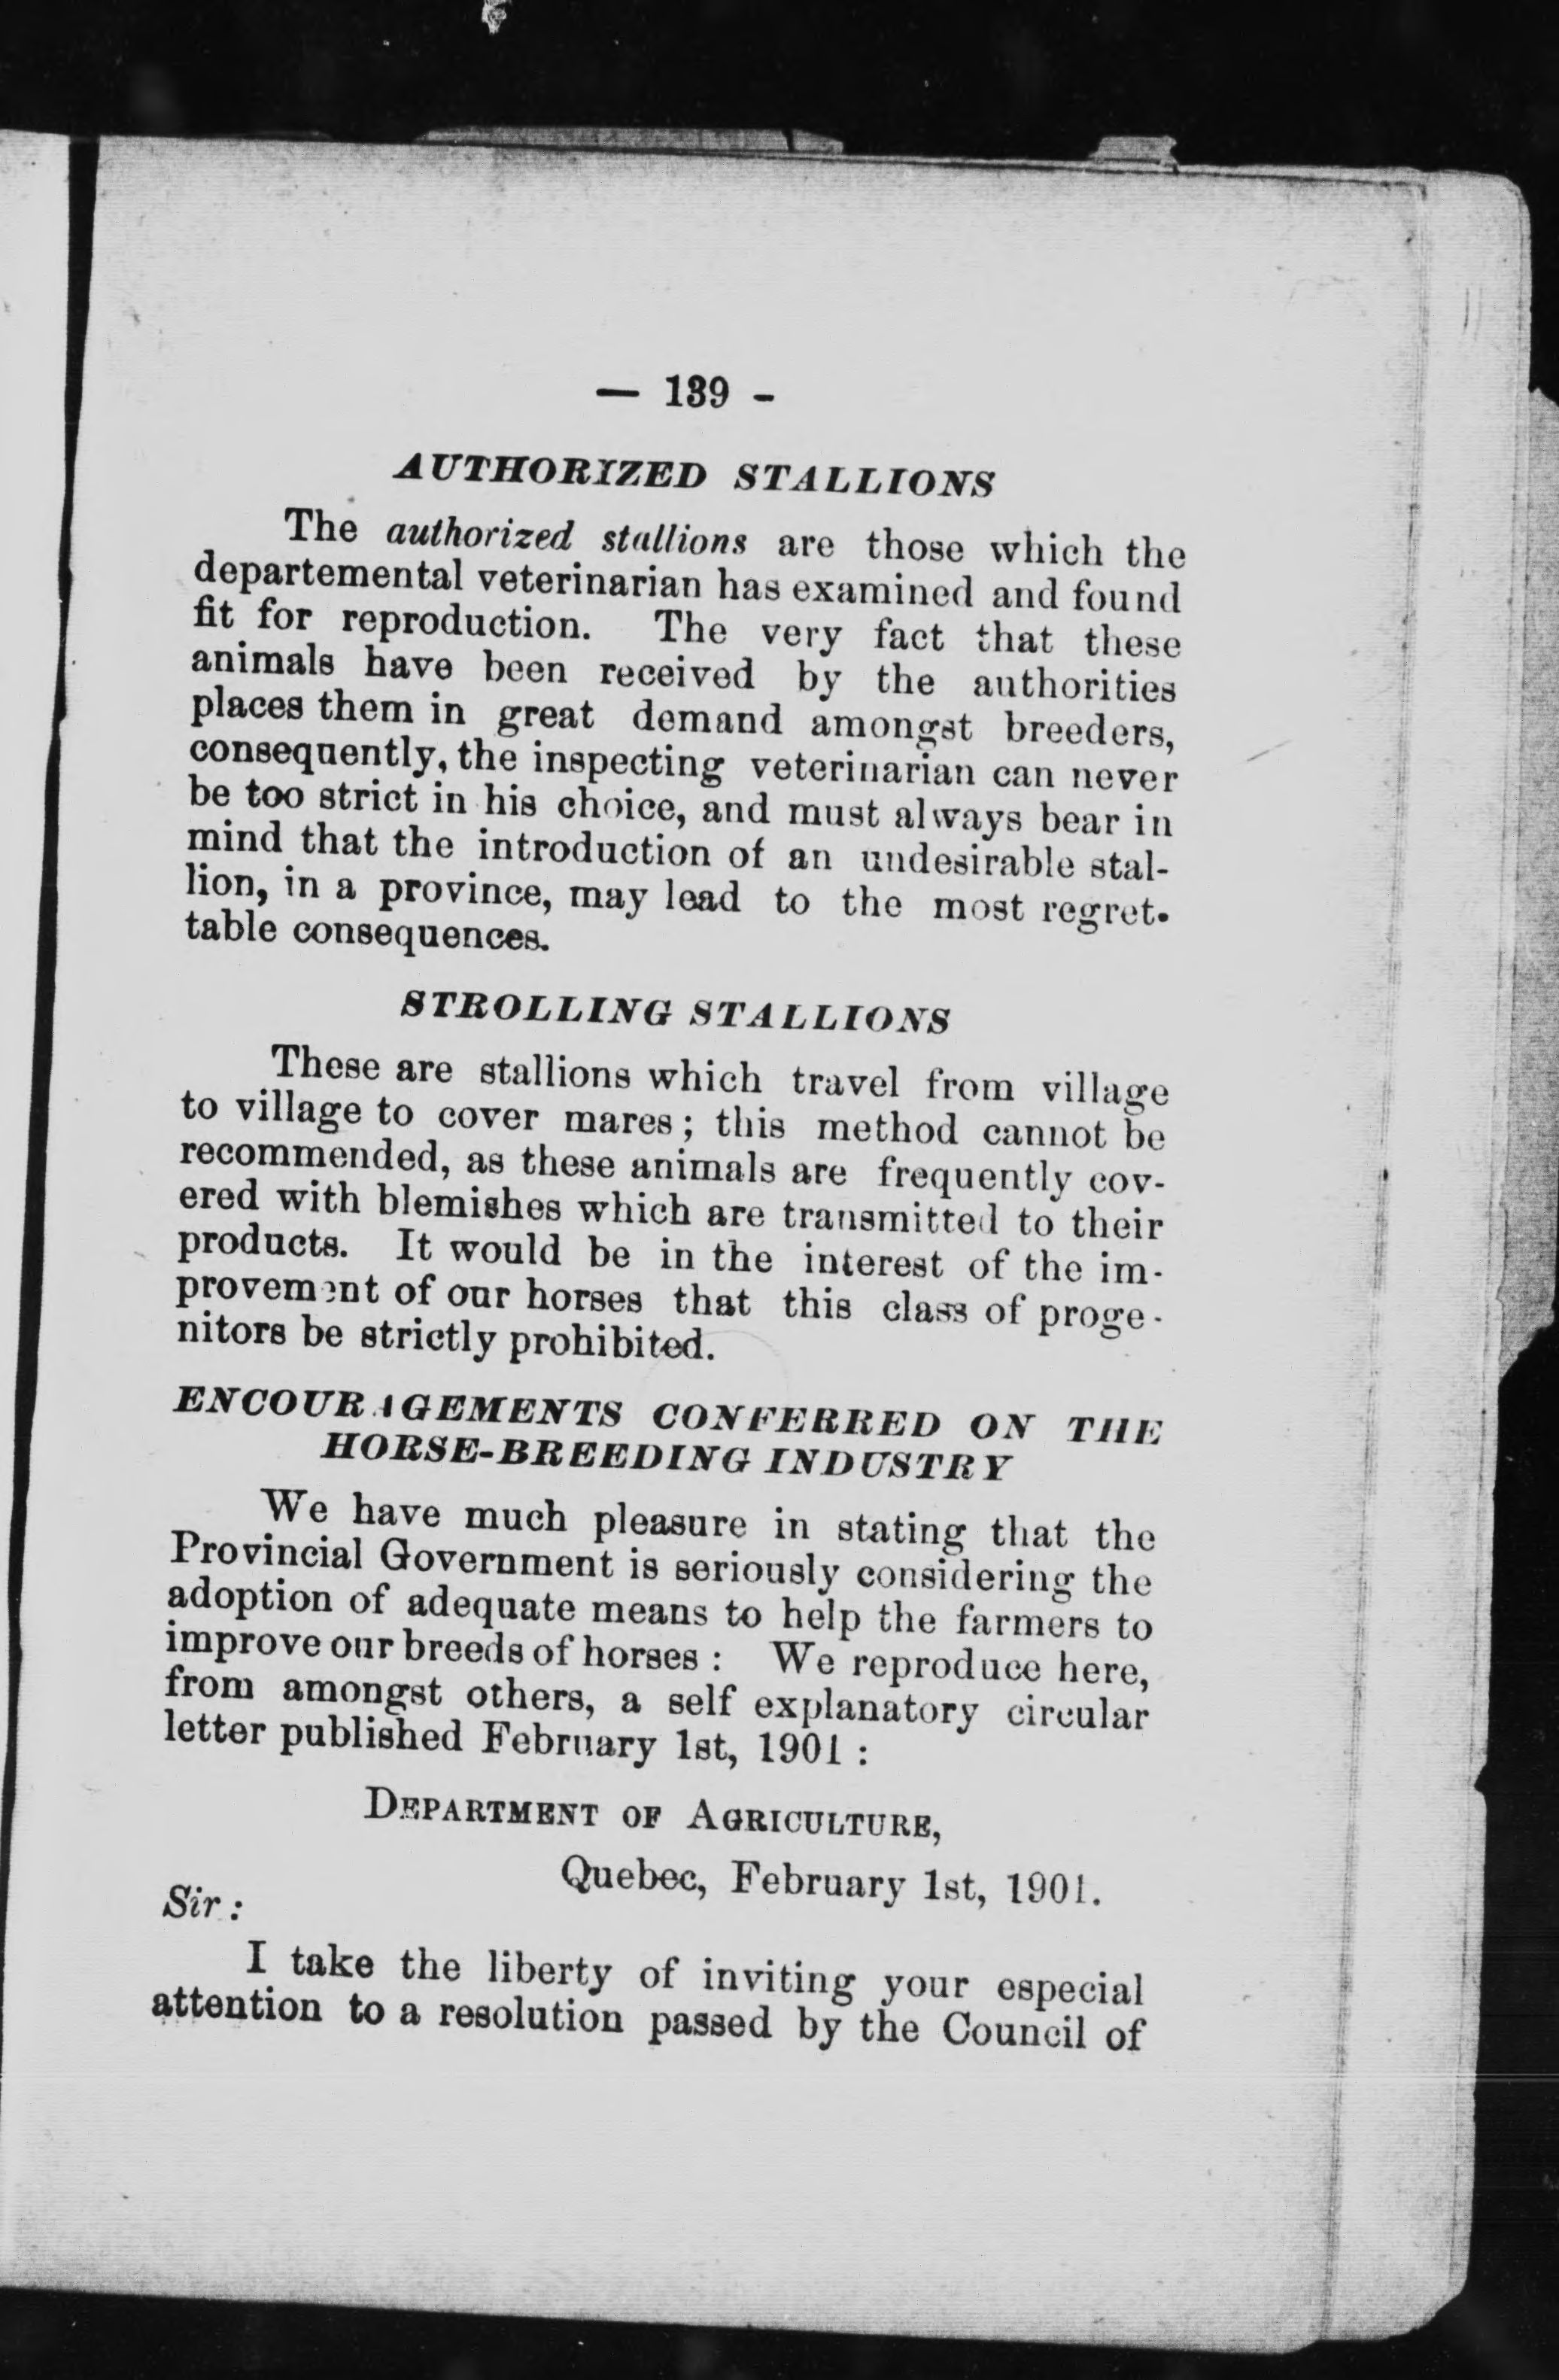 — 139 -
AUTHORIZED STALLIONS
The authorized stallions are those which the
departemental veterinarian has examined and found
fit for reproduction. The very fact that these
animals have been received by the authorities
places them in great demand amongst breeders,
consequently, the inspecting veterinarian can never
be too strict in his choice, and must always bear in
mind that the introduction of an undesirable stal-
lion, in a province, may lead to the most regret-
table consequences.
STROLLING STALLIONS
These are stallions which travel from village
to village to cover mares; this method cannot be
recommended, as these animals are frequently cov-
ered with blemishes which are transmitted to their
products. It would be in the interest of the im-
provement of our horses that this class of proge-
nitors be strictly prohibited.
ENCOURAGEMENTS CONFERRED ON THE
HORSE-BREEDING INDUSTRY
We have much pleasure in stating that the
Provincial Government is seriously considering the
adoption of adequate means to help the farmers to
improve our breeds of horses : We reproduce here,
from amongst others, a self explanatory circular
letter published February 1st, 1901 :
DEPARTMENT OF AGRICULTURE,
Quebec, February 1st, 1901.
Sir :
I take the liberty of inviting your especial
attention to a resolution passed by the Council of